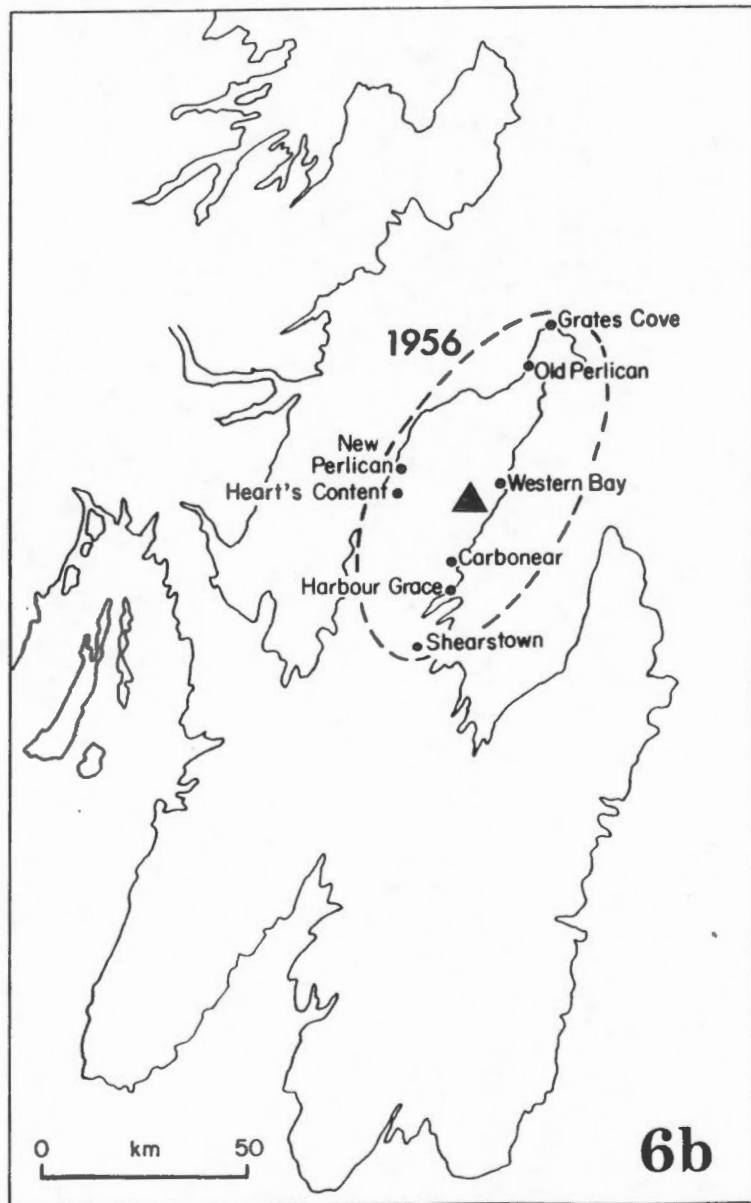 Grates Cove
1956
Old Perlican
New
Perlican
Heart's Content
Western Bay
Carbonear
Harbour Grace
Shearstown
0 km 50
6b